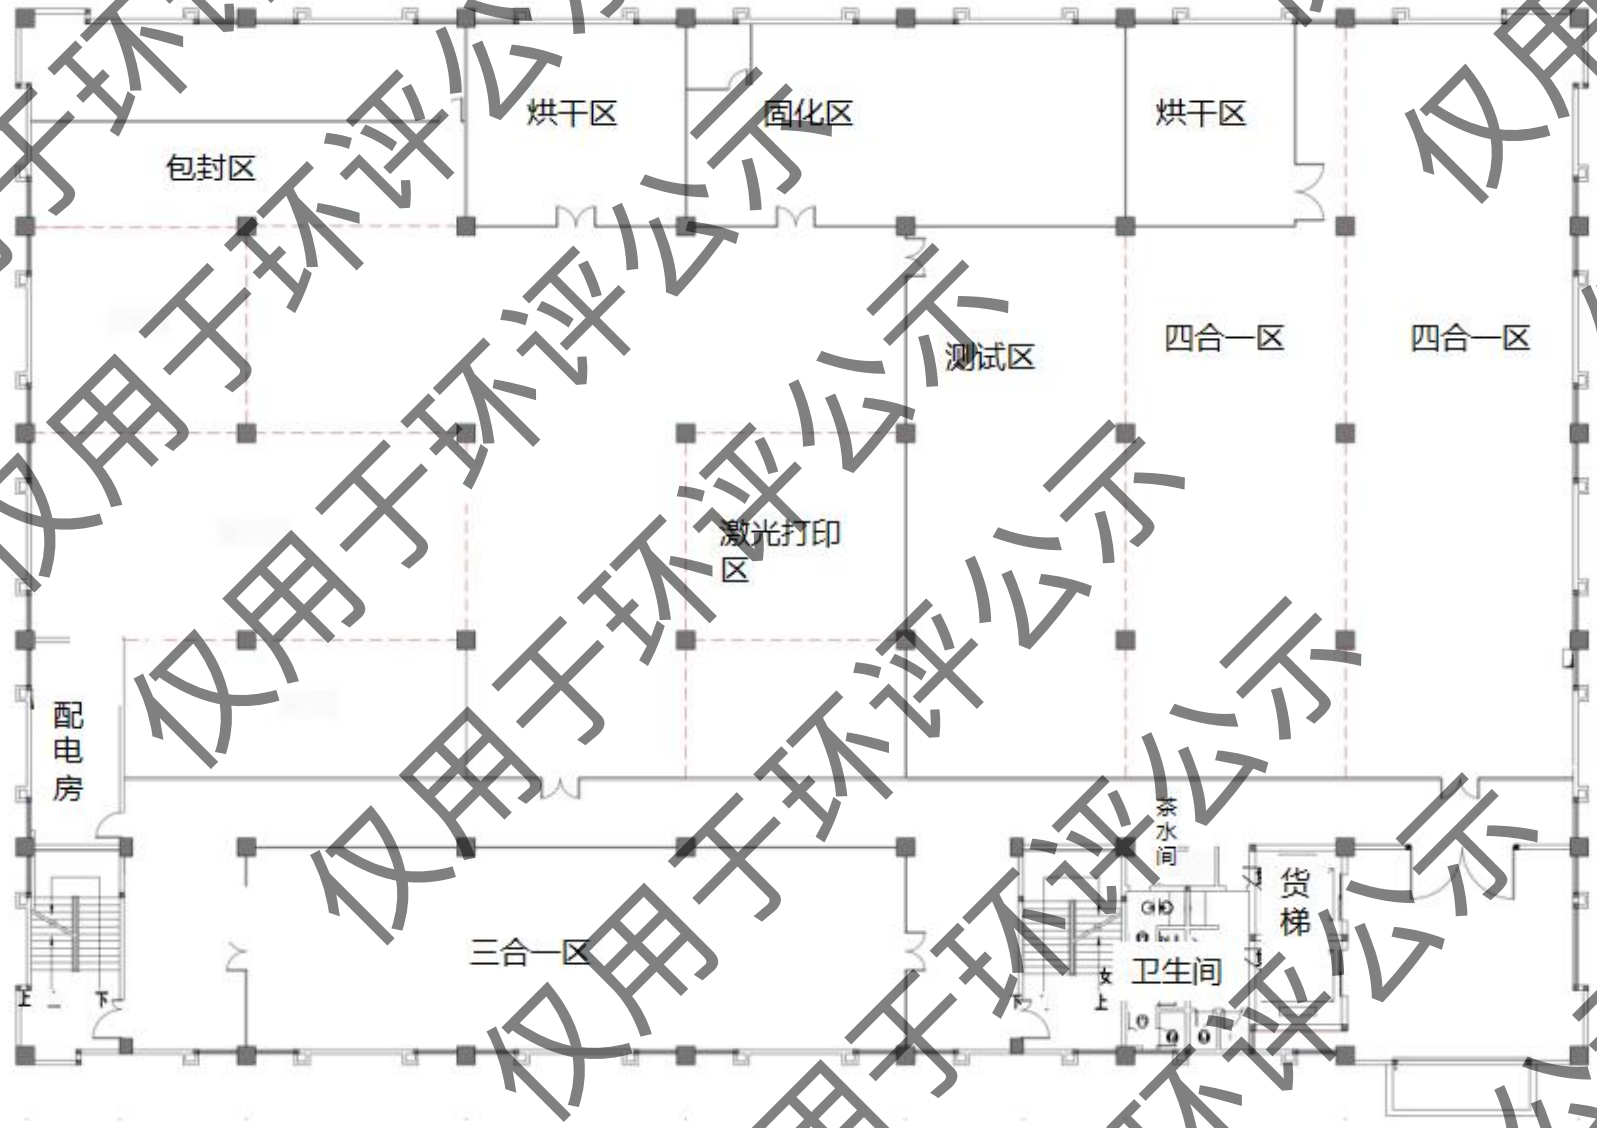 烘干区
固化区
烘干区
包封区
测试区
四合一区
四合一区
激光打印
区
配
电
房
茶
水
间
货
梯
三合一区
卫生间
女
上
下
下
上
仅用于环评公示
仅用于环评公示
仅用于环评公示
仅用于环评公示
仅用于环评公示